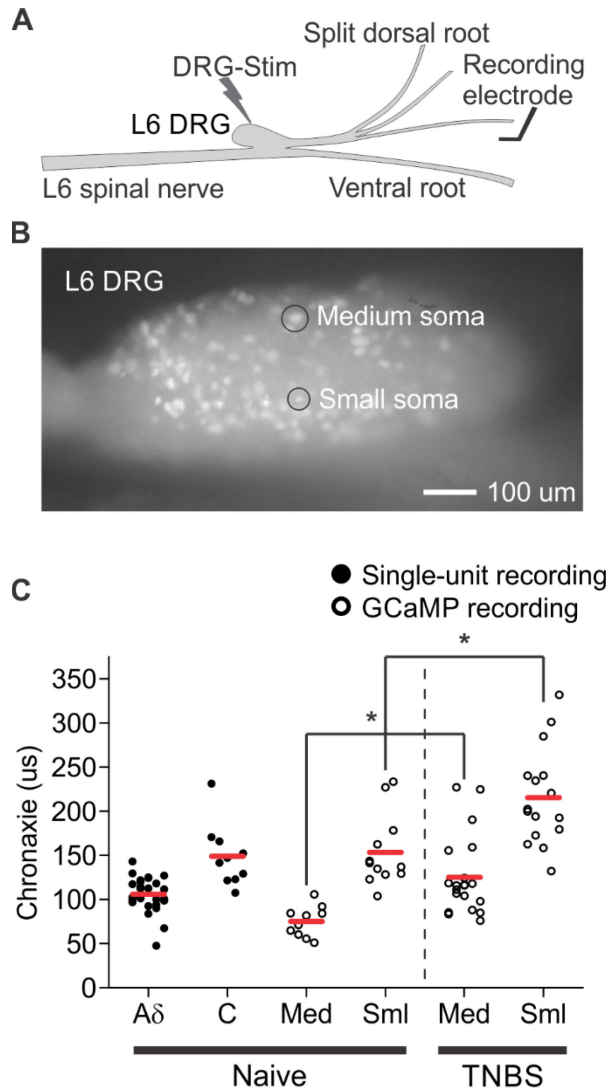 A
Split dorsal root
DRG-Stim
Recording
electrode
L6 DRG
L6 spinal nerve
Ventral root
B
L6 DRG
Medium soma
Small soma
100 um
C
Single-unit recording
GCaMP recording
*
*
Chronaxie (us)
350
300
250
200
150
100
50
0
Aδ C Med Sml Med Sml
Naive TNBS